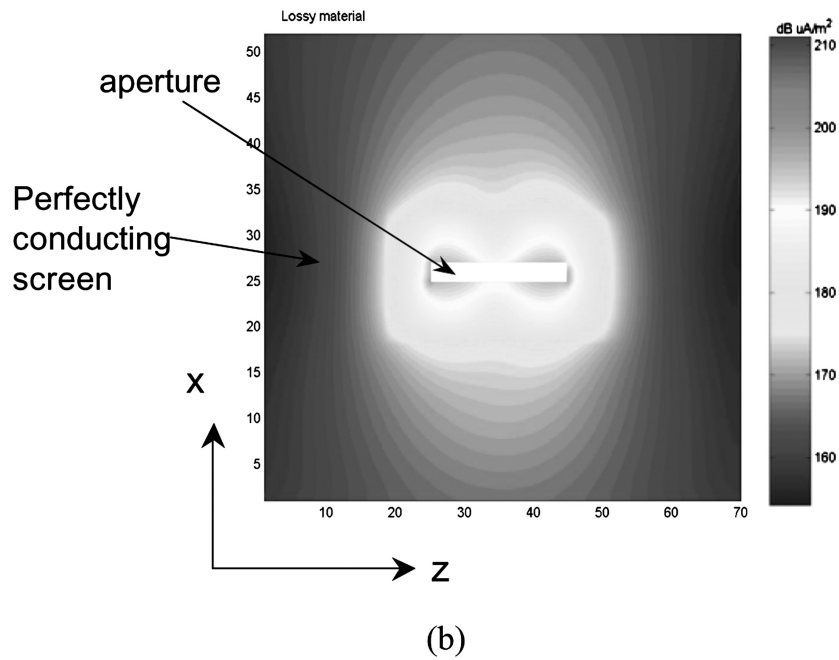 Lossy material
dB uA/m²
aperture
Perfectly
conducting
screen
50
45
40
35
30
25
20
15
10
5
10 20 30 40 50 60 70
210
200
190
180
170
160
x
z
(b)